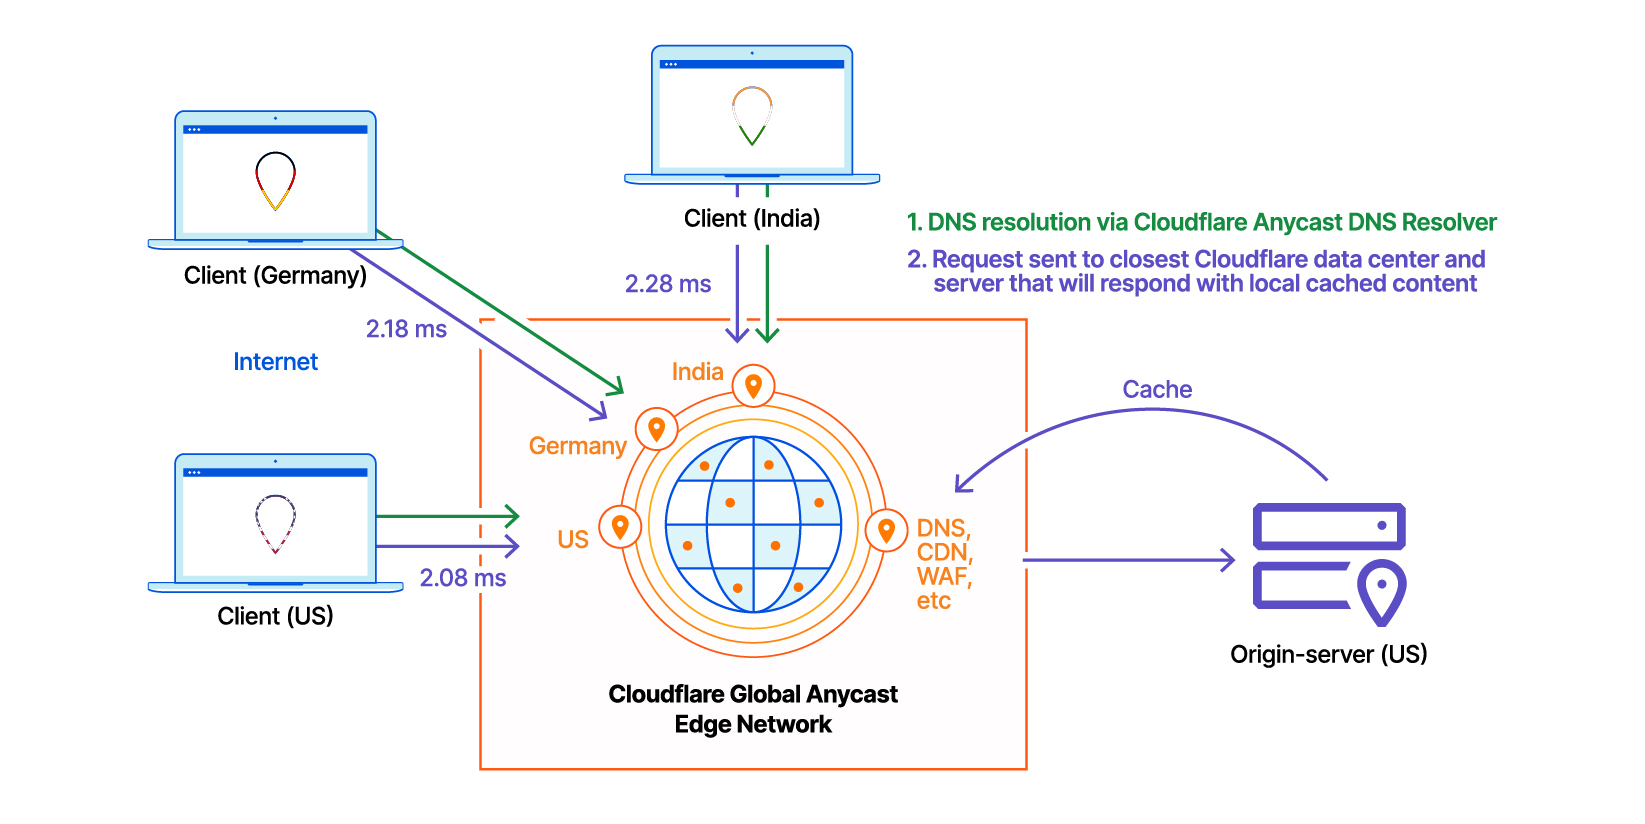 Client (India)
1. DNS resolution via Cloudflare Anycast DNS Resolver
2. Request sent to closest Cloudflare data center and
server that will respond with local cached content
Client (Germany)
2.28 ms
2.18 ms
Internet
India
Cache
Germany
US
DNS,
CDN,
WAF,
etc
2.08 ms
Client (US)
Origin-server (US)
Cloudflare Global Anycast
Edge Network